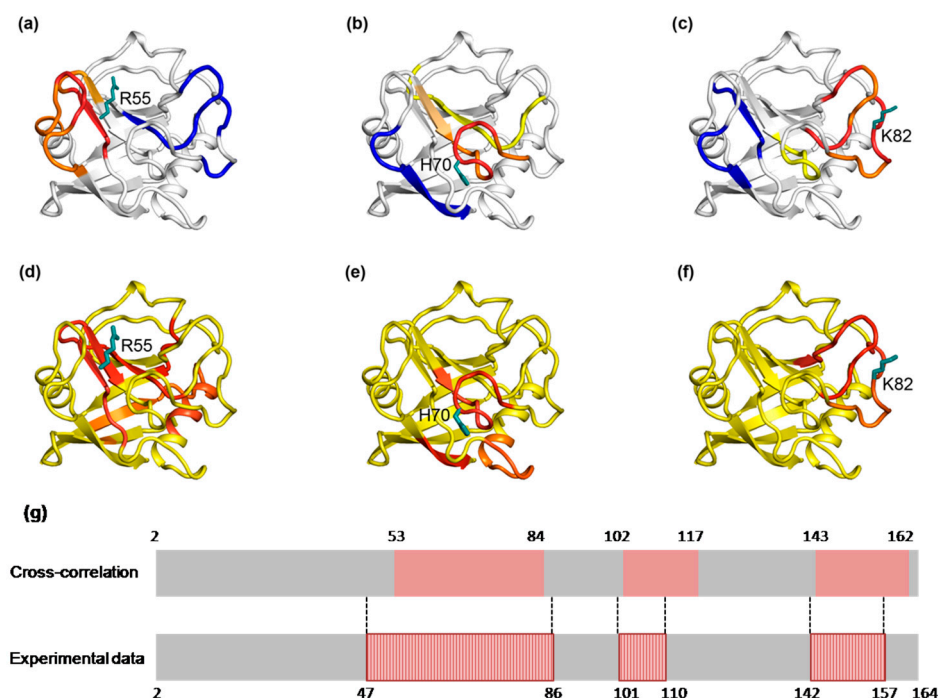 (a) (b) (c)
R55 H70 K82
(d) (e) (f)
R55 H70 K82
(g)
2 53 84 102 117 143 162
Cross-correlation
Experimental data
2 47 86 101 110 142 157 164